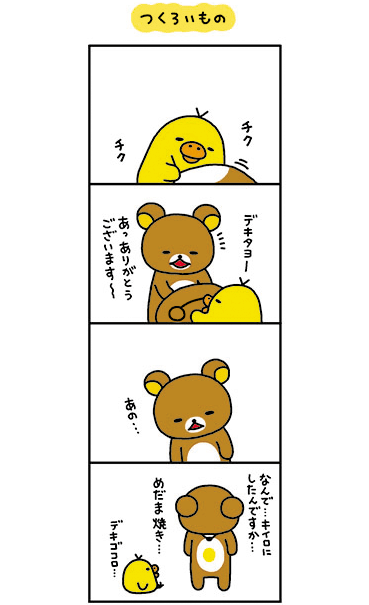 つくろいもの
チク
チク
デキタヨー
あっありがとう
ございます〜
あの…
なんで…キイロに
したんですか…
めだま焼き…
デキゴコロ…